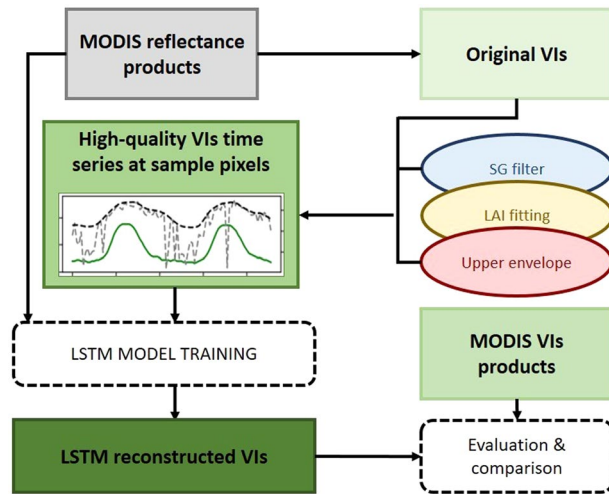 MODIS reflectance
products
Original VIs
High-quality VIs time
series at sample pixels
SG filter
LAI fitting
Upper envelope
LSTM MODEL TRAINING
MODIS VIs
products
LSTM reconstructed VIs
Evaluation &
comparison